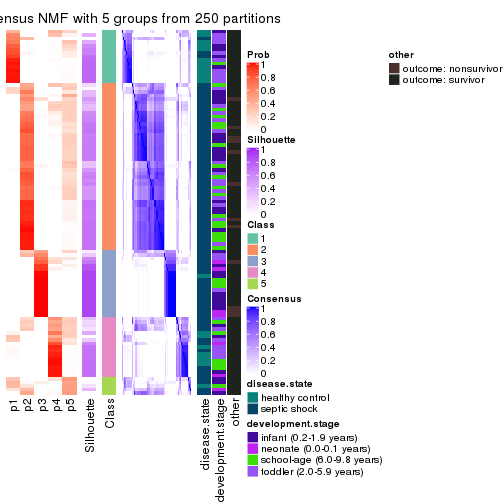 ensus NMF with 5 groups from 250 partitions
Prob
1
0.8
0.6
0.4
0.2
0
Silhouette
1
0.8
0.6
0.4
0.2
0
Class
1
2
3
4
5
Consensus
1
0.8
0.6
0.4
0.2
0
disease.state
healthy control
septic shock
development.stage
infant (0.2-1.9 years)
neonate (0.0-0.1 years)
school-age (6.0-9.8 years)
toddler (2.0-5.9 years)
other
outcome: nonsurvivor
outcome: survivor
p1
p2
p3
p4
p5
Silhouette
Class
disease.state
development.stage
other